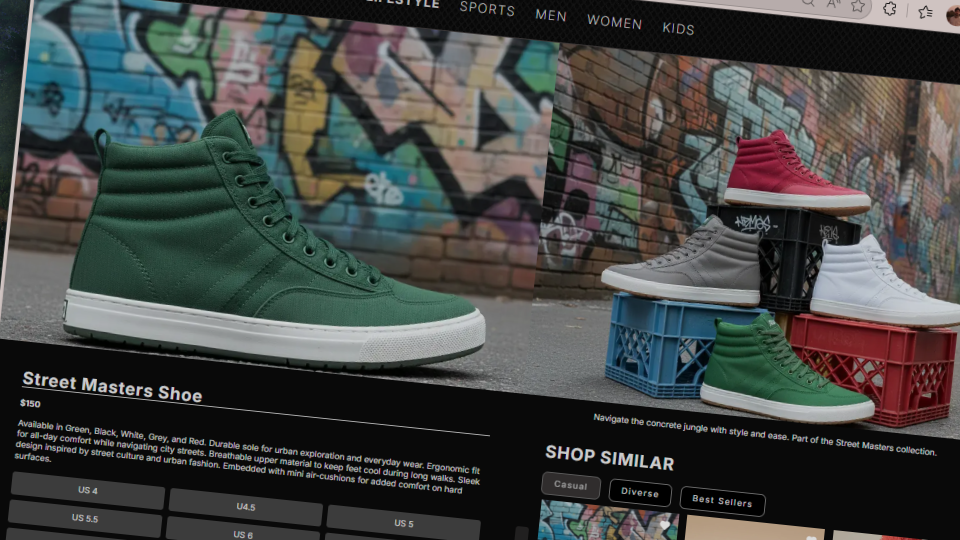 LIFESTYLE SPORTS MEN WOMEN KIDS
Street Masters Shoe
$150
Available in Green, Black, White, Grey, and Red. Durable sole for urban exploration and everyday wear. Ergonomic fit
for all-day comfort while navigating city streets. Breathable upper material to keep feet cool during long walks. Sleek
design inspired by street culture and urban fashion. Embedded with mini air-cushions for added comfort on hard
surfaces.
US 4
U4.5
US 5
US 5.5
US 6
Navigate the concrete jungle with style and ease. Part of the Street Masters collection.
SHOP SIMILAR
Casual
Diverse
Best Sellers